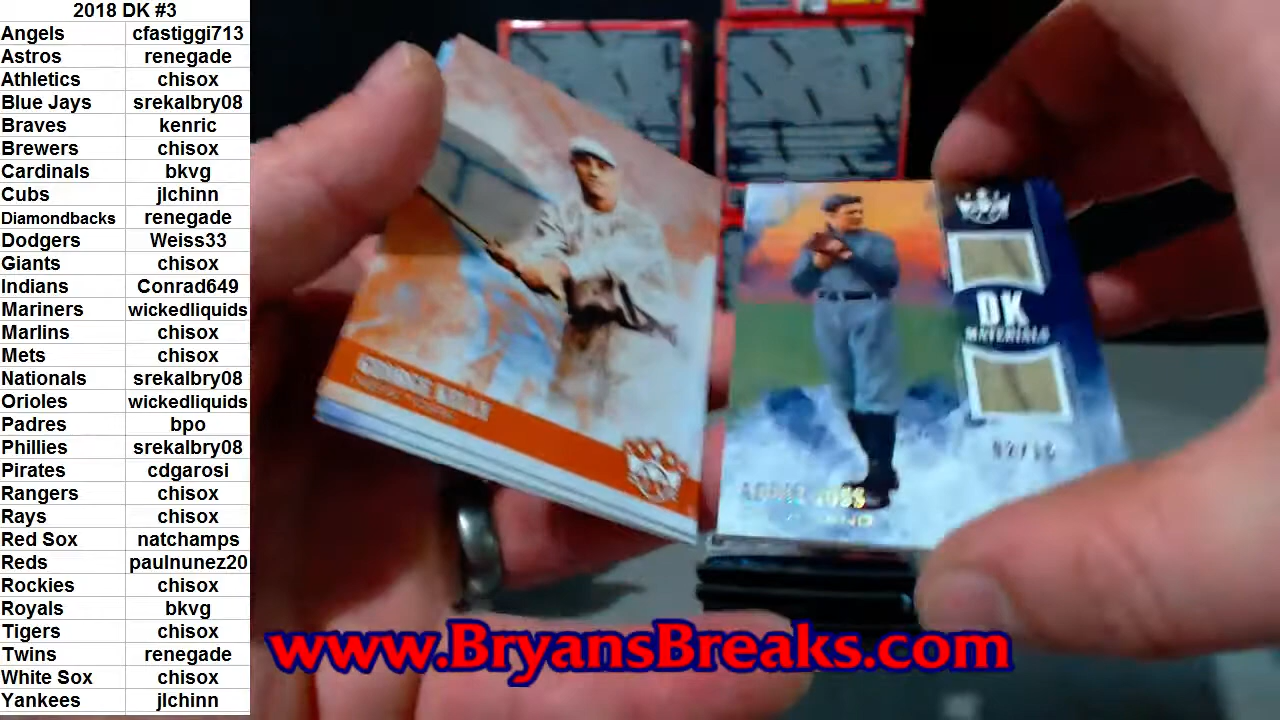 2018 DK #3
Angels cfastiggi713
Astros renegade
Athletics chisox
Blue Jays srekalbry08
Braves kenric
Brewers chisox
Cardinals bkvg
Cubs jlchinn
Diamondbacks renegade
Dodgers Weiss33
Giants chisox
Indians Conrad649
Mariners wickedliquids
Marlins chisox
Mets chisox
Nationals srekalbry08
Orioles wickedliquids
Padres bpo
Phillies srekalbry08
Pirates cdgarosi
Rangers chisox
Rays chisox
Red Sox natchamps
Reds paulnunez20
Rockies chisox
Royals bkvg
Tigers chisox
Twins renegade
White Sox chisox
Yankees jlchinn
DK
MATERIALS
www.BryansBreaks.com